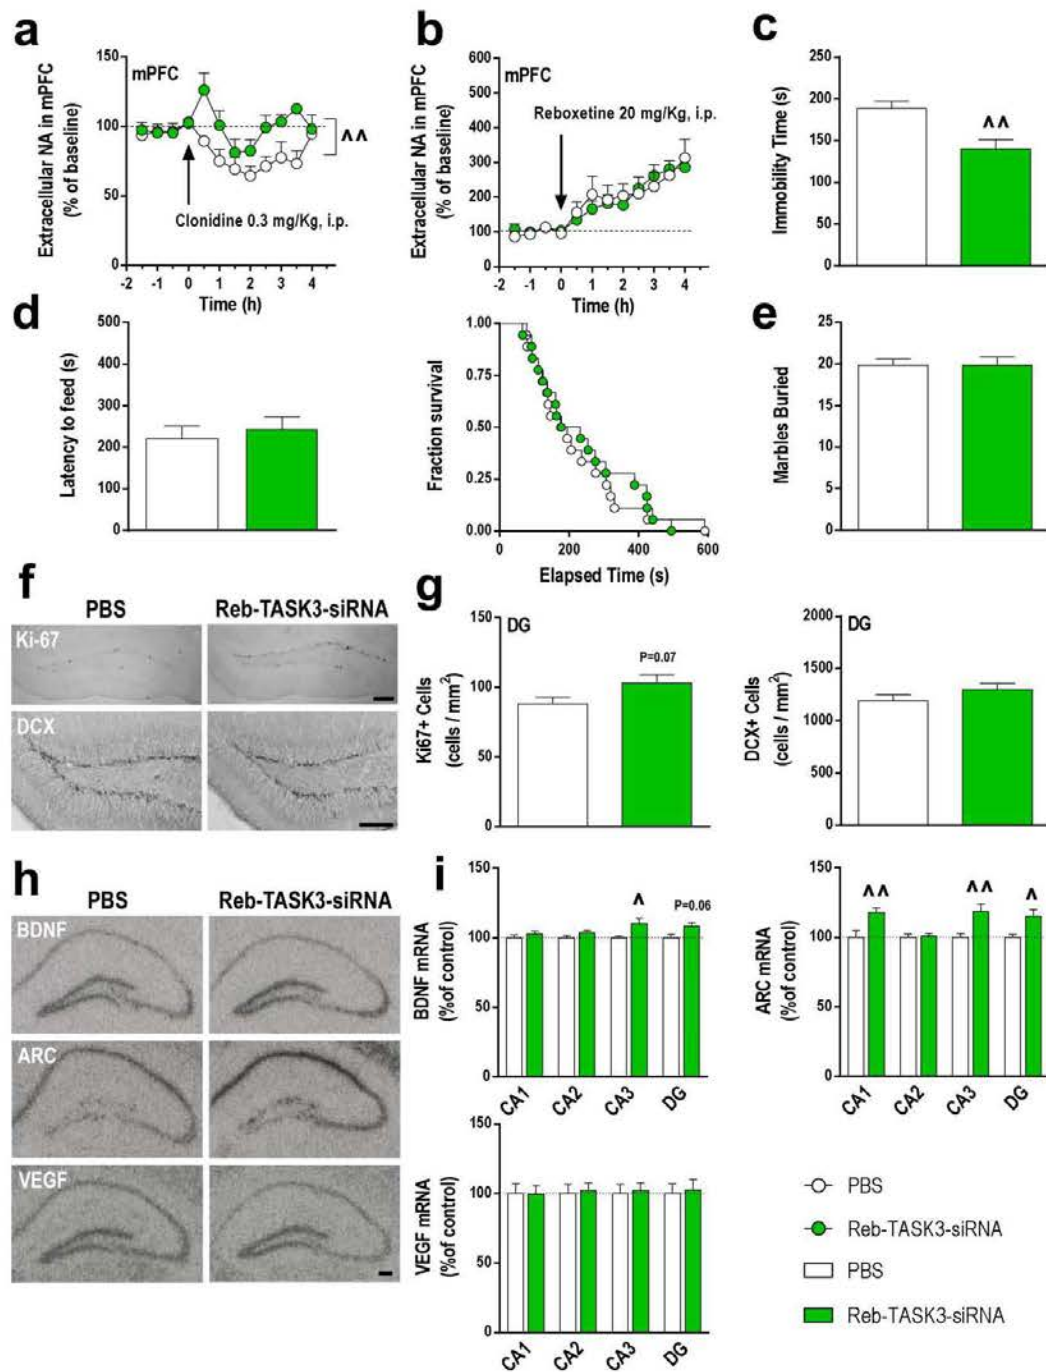 a
Extracellular NA in mPFC
(% of baseline)
150
100
50
0
mPFC
^^
Clonidine 0.3 mg/Kg, i.p.
-2 -1 0 1 2 3 4
Time (h)
b
Extracellular NA in mPFC
(% of baseline)
600
500
400
300
200
100
0
mPFC
Reboxetine 20 mg/Kg, i.p.
-2 -1 0 1 2 3 4
Time (h)
c
Immobility Time (s)
250
200
150
100
50
0
^^
d
Latency to feed (s)
500
400
300
200
100
0
Fraction survival
1.00
0.75
0.50
0.25
0.00
0 200 400 600
Elapsed Time (s)
e
Marbles Buried
25
20
15
10
5
0
f
PBS Reb-TASK3-siRNA
Ki-67
DCX
g
Ki67+ Cells
(cells / mm²)
150
100
50
0
DG
P=0.07
DCX+ Cells
(cells / mm²)
2000
1500
1000
500
0
DG
h
PBS Reb-TASK3-siRNA
BDNF
ARC
VEGF
i
BDNF mRNA
(%of control)
150
100
50
0
^
P=0.06
CA1 CA2 CA3 DG
ARC mRNA
(%of control)
150
100
50
0
^^ ^^ ^
CA1 CA2 CA3 DG
VEGF mRNA
(%of control)
150
100
50
0
CA1 CA2 CA3 DG
PBS
Reb-TASK3-siRNA
PBS
Reb-TASK3-siRNA